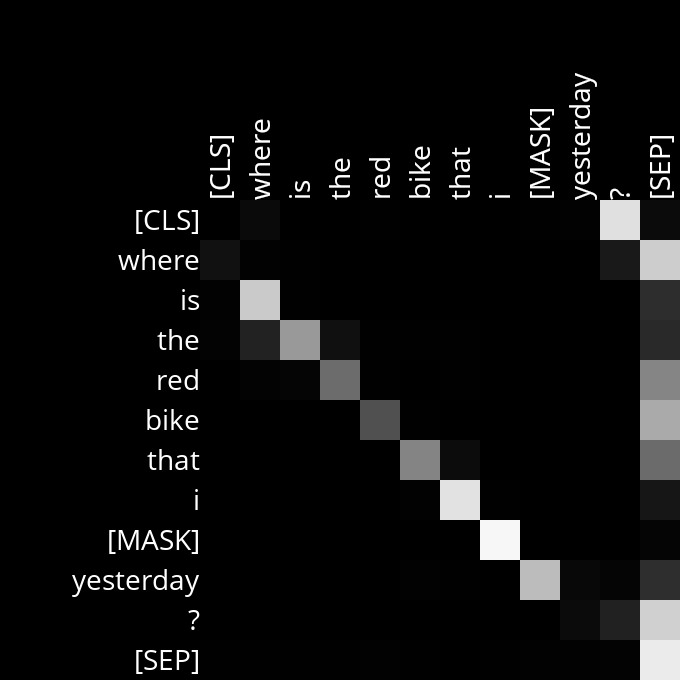 [CLS]
where
is
the
red
bike
that
i
[MASK]
yesterday
?
[SEP]
[CLS]
where
is
the
red
bike
that
i
[MASK]
yesterday
?
[SEP]